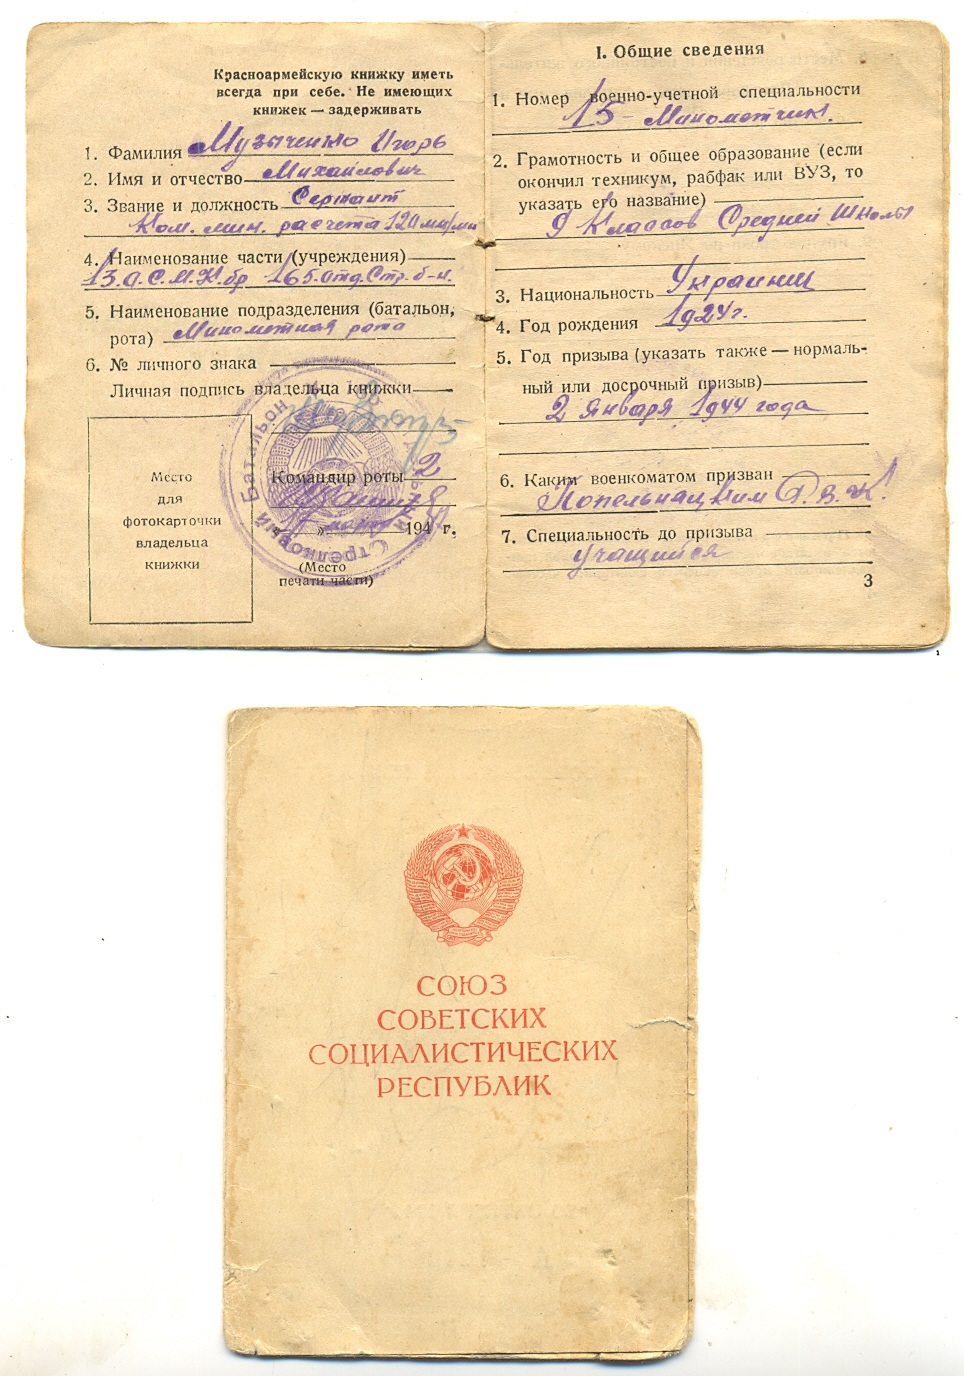 Красноармейскую книжку иметь
всегда при себе. Не имеющих
книжек — задерживать
1. Фамилия Музыченко Игорь
2. Имя и отчество Михайлович
3. Звание и должность Сержант
Ком. мин. расчета 120 мм/
4. Наименование части (учреждения)
13 О.С.М.К.бр 165 Отд. Стр. б-н.
5. Наименование подразделения (батальон,
рота) Минометная рота
6. № личного знака
Личная подпись владельца книжки
Место
для
фотокарточки
владельца
книжки
Командир роты
" " марта 194 г.
(Место
печати части)
Стрелковый Батальон
I. Общие сведения
1. Номер военно-учетной специальности
15 - Минометчик.
2. Грамотность и общее образование (если
окончил техникум, рабфак или ВУЗ, то
указать его название)
9 Классов Средней Школы
3. Национальность Украинец
4. Год рождения 1924 г.
5. Год призыва (указать также — нормаль-
ный или досрочный призыв)
2 Января 1944 года
6. Каким военкоматом призван
Попельнацким Р.В.К.
7. Специальность до призыва
учащийся
3
СОЮЗ
СОВЕТСКИХ
СОЦИАЛИСТИЧЕСКИХ
РЕСПУБЛИК